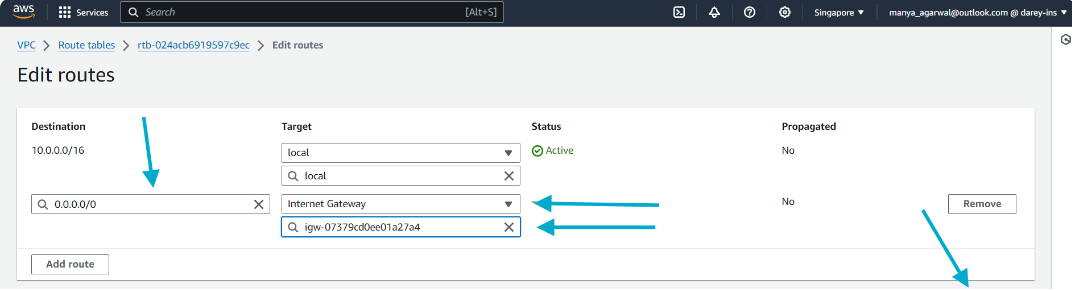 aws Services Search [Alt+S] Singapore manya_agarwal@outlook.com @ darey-ins
VPC > Route tables > rtb-024acb6919597c9ec > Edit routes
Edit routes
Destination Target Status Propagated
10.0.0.0/16 local Active No
local
0.0.0.0/0 Internet Gateway - No Remove
igw-07379cd0ee01a27a4
Add route